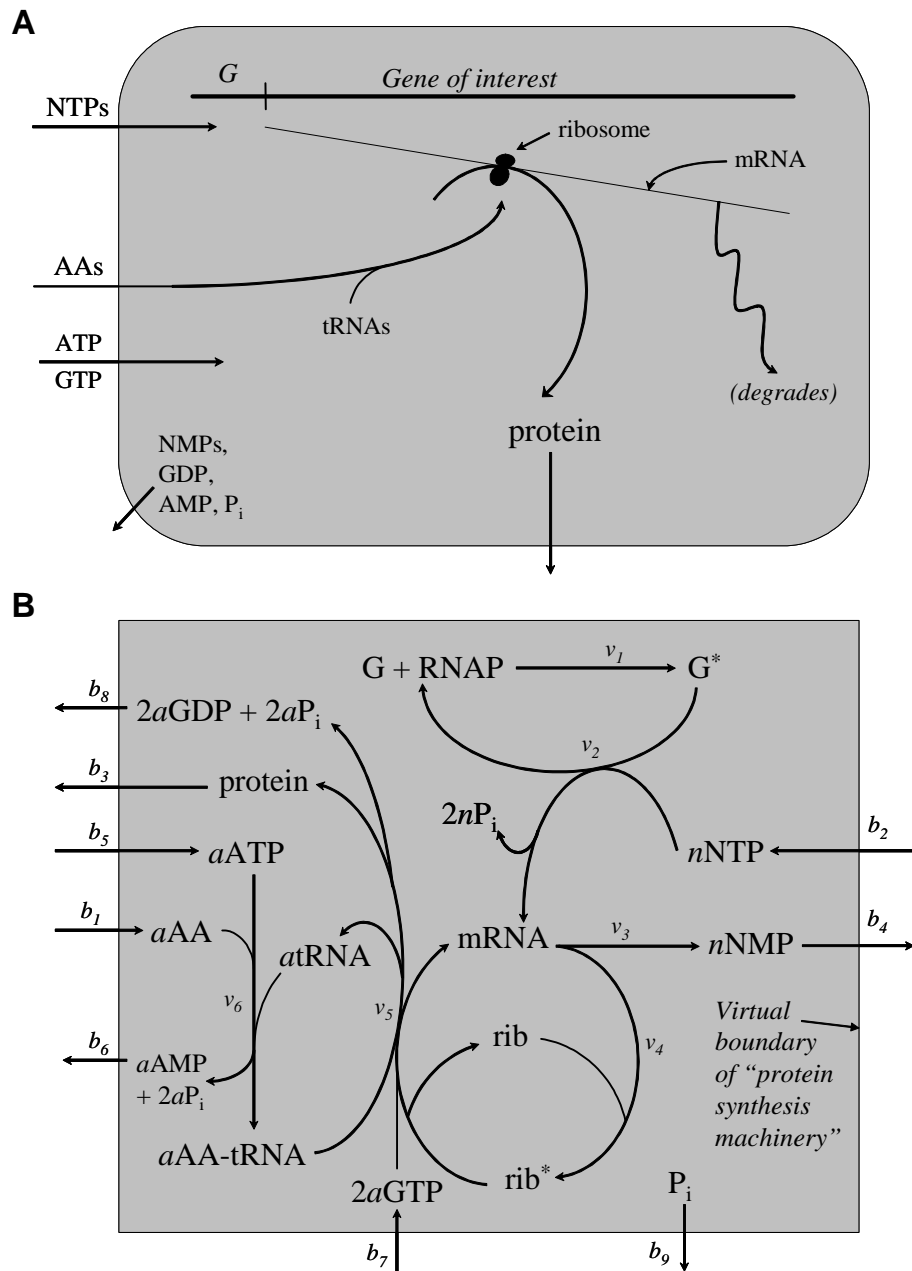 A
G
Gene of interest
NTPs
ribosome
mRNA
AAs
tRNAs
ATP
GTP
(degrades)
protein
NMPs,
GDP,
AMP, Pi
B
G + RNAP
v1
G*
b8
2aGDP + 2aPi
v2
b3
protein
2nPi
b5
aATP
nNTP
b2
b1
aAA
atRNA
mRNA
v3
nNMP
b4
v6
v5
rib
v4
Virtual
boundary
of “protein
synthesis
machinery”
b6
aAMP
+ 2aPi
aAA-tRNA
2aGTP
rib*
Pi
b7
b9